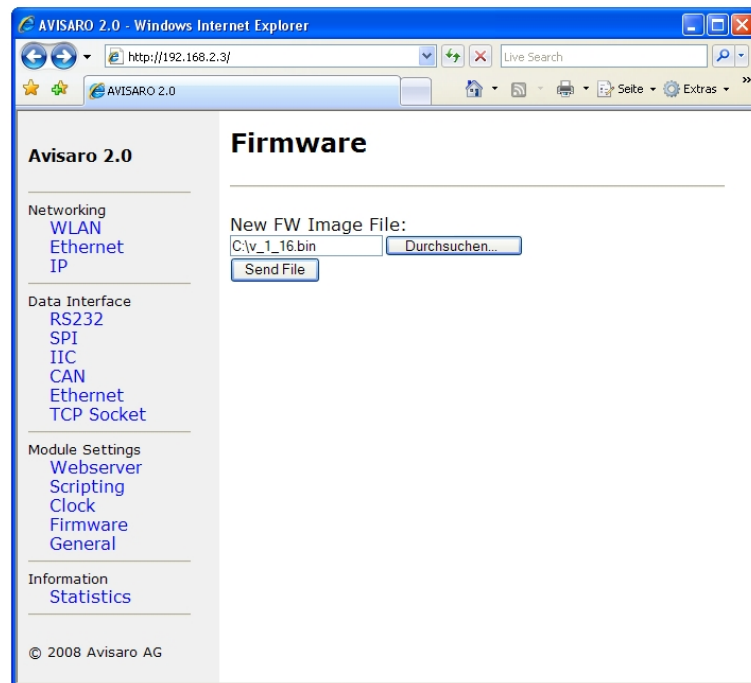 AVISARO 2.0 - Windows Internet Explorer
http://192.168.2.3/
Live Search
AVISARO 2.0
Seite
Extras
»
Avisaro 2.0
Networking
WLAN
Ethernet
IP
Data Interface
RS232
SPI
IIC
CAN
Ethernet
TCP Socket
Module Settings
Webserver
Scripting
Clock
Firmware
General
Information
Statistics
© 2008 Avisaro AG
Firmware
New FW Image File:
C:\v_1_16.bin Durchsuchen...
Send File